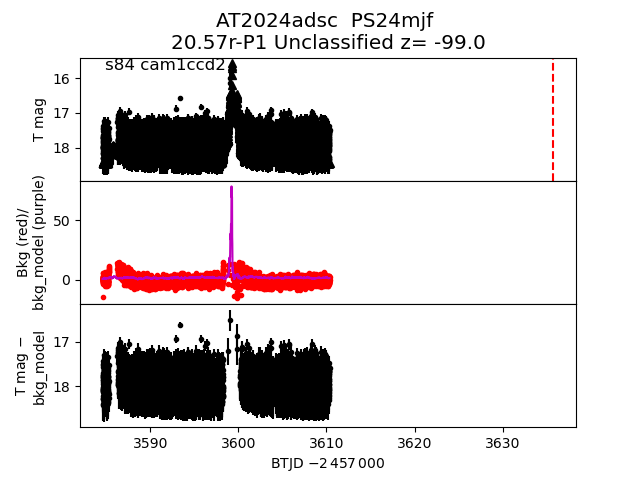 AT2024adsc  PS24mjf
20.57r-P1 Unclassified z= -99.0
s84 cam1ccd2
16
17
18
T mag
50
0
Bkg (red)/
bkg_model (purple)
17
18
T mag −
bkg_model
3590
3600
3610
3620
3630
BTJD −2 457 000